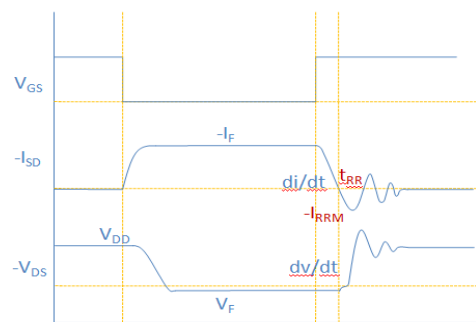 VGS
-IF
-ISD
tRR
di/dt
-IRRM
VDD
-VDS
dv/dt
VF